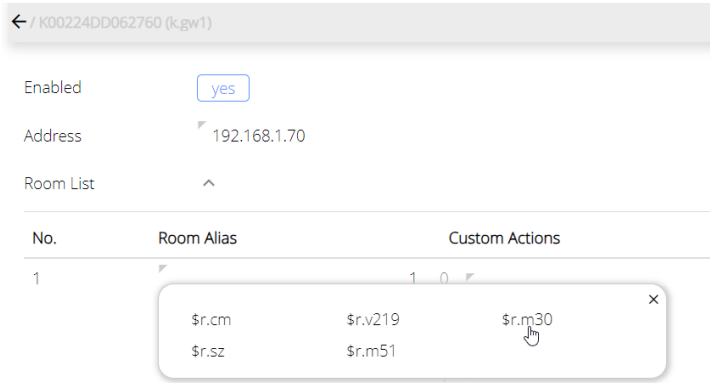 / K00224DD062760 (k.gw1)
Enabled yes
Address 192.168.1.70
Room List
No. Room Alias Custom Actions
1 1 0
$r.cm $r.v219 $r.m30
$r.sz $r.m51